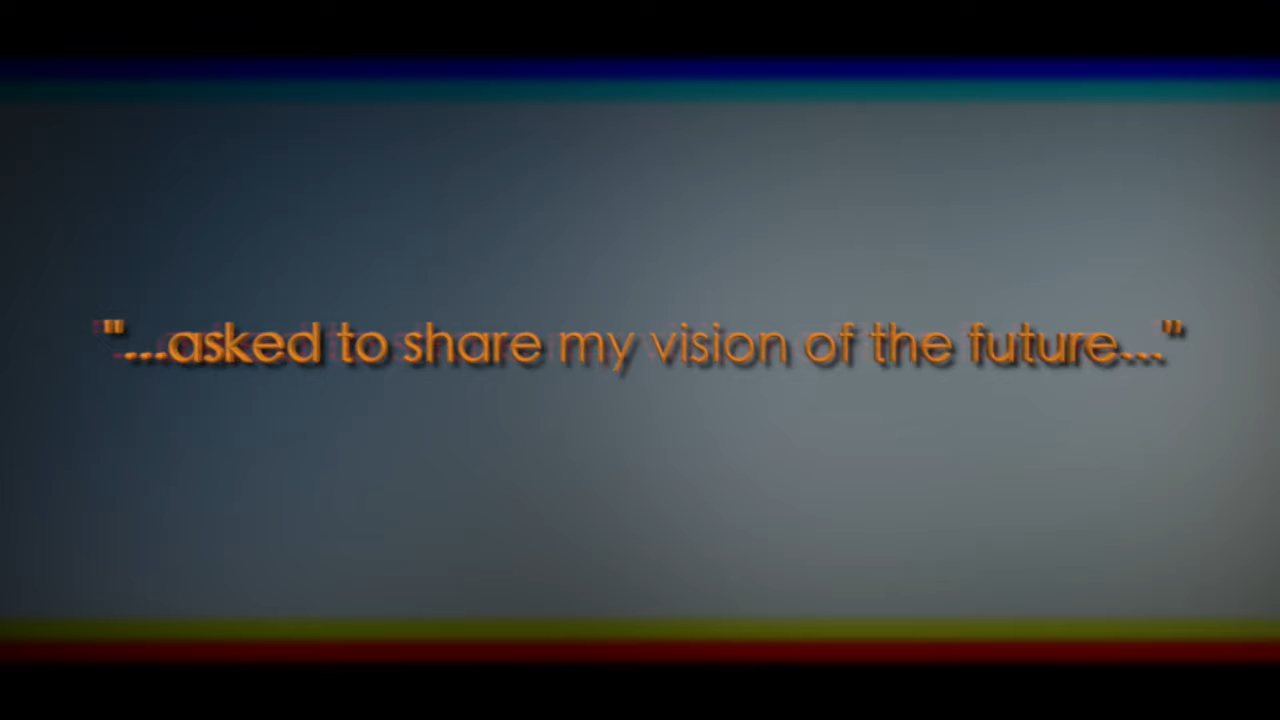 "...asked to share my vision of the future..."